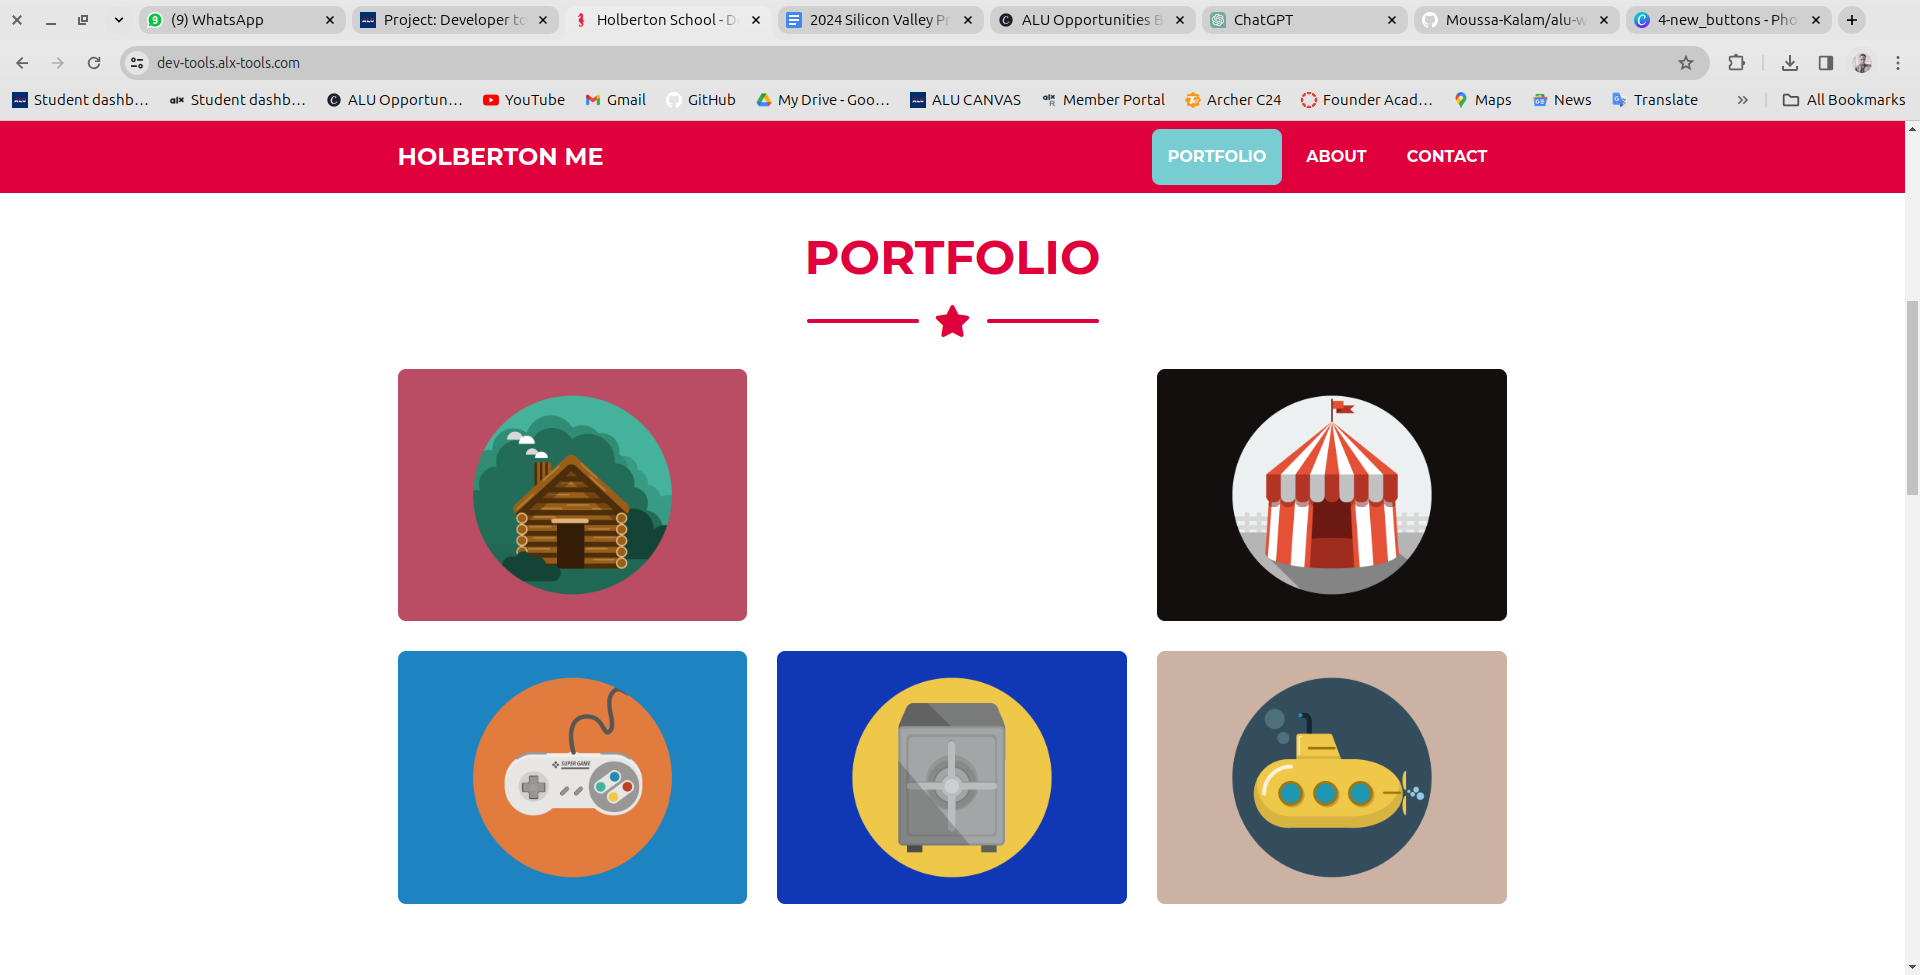 (9) WhatsApp
Project: Developer to
Holberton School - D
2024 Silicon Valley Pr
ALU Opportunities B
ChatGPT
Moussa-Kalam/alu-w
4-new_buttons - Pho
dev-tools.alx-tools.com
Student dashb...
alx Student dashb...
ALU Opportun...
YouTube
Gmail
GitHub
My Drive - Goo...
ALU CANVAS
Member Portal
Archer C24
Founder Acad...
Maps
News
Translate
All Bookmarks
HOLBERTON ME
PORTFOLIO
ABOUT
CONTACT
PORTFOLIO
SUPER GAME